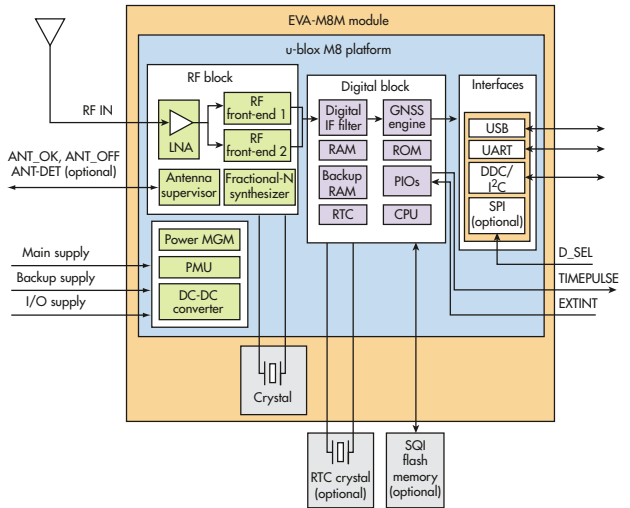 EVA-M8M module
u-blox M8 platform
RF block
Digital block
Interfaces
RF IN
LNA
RF
front-end 1
RF
front-end 2
Digital
IF filter
GNSS
engine
USB
UART
DDC/
I²C
SPI
(optional)
RAM
ROM
Backup
RAM
PIOs
RTC
CPU
ANT_OK, ANT_OFF
ANT-DET (optional)
Antenna
supervisor
Fractional-N
synthesizer
Power MGM
PMU
DC-DC
converter
Main supply
Backup supply
I/O supply
D_SEL
TIMEPULSE
EXTINT
Crystal
RTC crystal
(optional)
SQI
flash
memory
(optional)